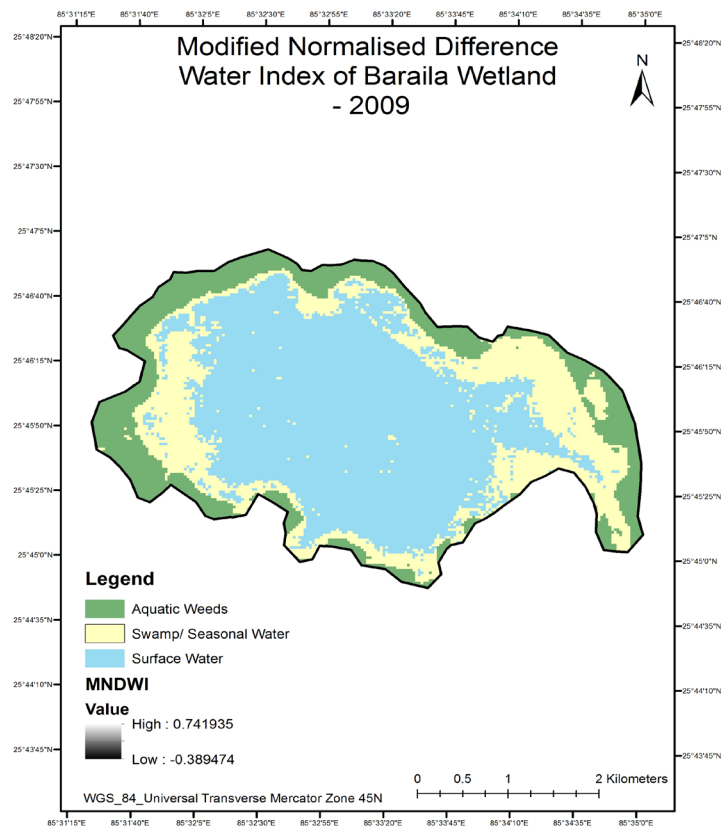 85°31'15"E 85°31'40"E 85°32'5"E 85°32'30"E 85°32'55"E 85°33'20"E 85°33'45"E 85°34'10"E 85°34'35"E 85°35'0"E
Modified Normalised Difference
Water Index of Baraila Wetland
- 2009
N
25°48'20"N 25°48'20"N
25°47'55"N 25°47'55"N
25°47'30"N 25°47'30"N
25°47'5"N 25°47'5"N
25°46'40"N 25°46'40"N
25°46'15"N 25°46'15"N
25°45'50"N 25°45'50"N
25°45'25"N 25°45'25"N
25°45'0"N 25°45'0"N
25°44'35"N 25°44'35"N
25°44'10"N 25°44'10"N
25°43'45"N 25°43'45"N
Legend
Aquatic Weeds
Swamp/ Seasonal Water
Surface Water
MNDWI
Value
High : 0.741935
Low : -0.389474
0 0.5 1 2 Kilometers
WGS_84_Universal Transverse Mercator Zone 45N
85°31'15"E 85°31'40"E 85°32'5"E 85°32'30"E 85°32'55"E 85°33'20"E 85°33'45"E 85°34'10"E 85°34'35"E 85°35'0"E